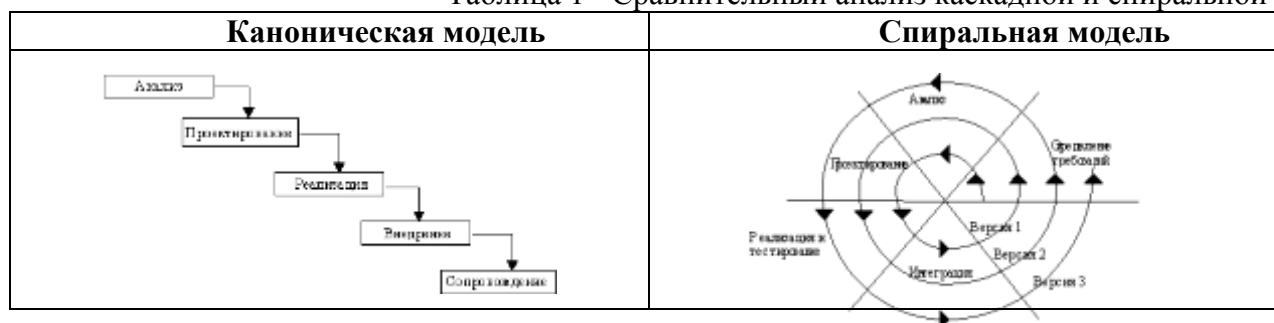 Таблица 1 - Сравнительный анализ каскадной и спиральной
Каноническая модель
Спиральная модель
Анализ
Проектирование
Реализация
Внедрение
Сопровождение
Анализ
Определение
требований
Проектирование
Реализация и
тестирование
Интеграция
Версия 1
Версия 2
Версия 3